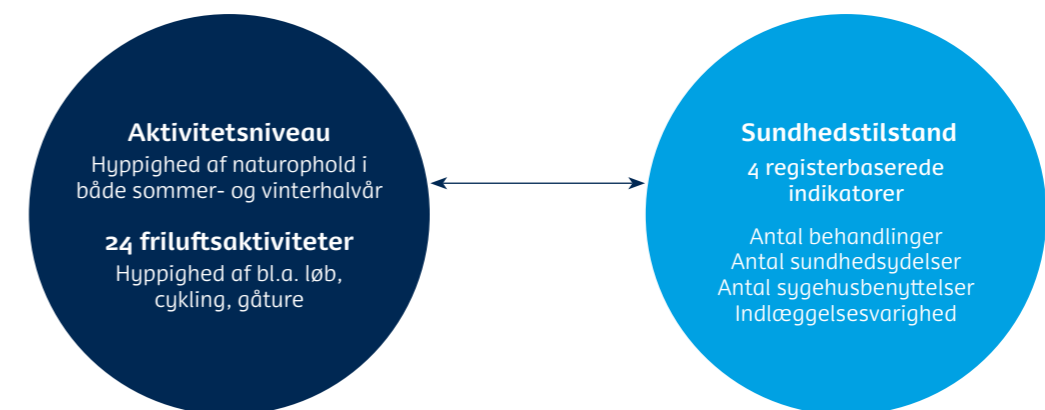 Aktivitetsniveau
Hyppighed af naturophold i
både sommer- og vinterhalvår
24 friluftsaktiviteter
Hyppighed af bl.a. løb,
cykling, gåture
Sundhedstilstand
4 registerbaserede
indikatorer
Antal behandlinger
Antal sundhedsydelser
Antal sygehusbenyttelser
Indlæggelsesvarighed